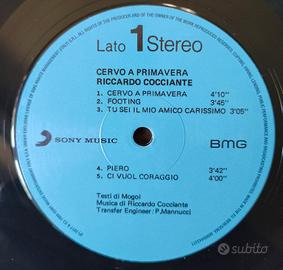 Lato 1 Stereo
CERVO A PRIMAVERA
RICCARDO COCCIANTE
1. CERVO A PRIMAVERA 4'10"
2. FOOTING 3'45"
3. TU SEI IL MIO AMICO CARISSIMO 3'05"
SONY MUSIC
BMG
4. PIERO 3'42"
5. CI VUOL CORAGGIO 4'00"
Testi di Mogol
Musica di Riccardo Cocciante
Transfer Engineer: P.Mannucci
subito